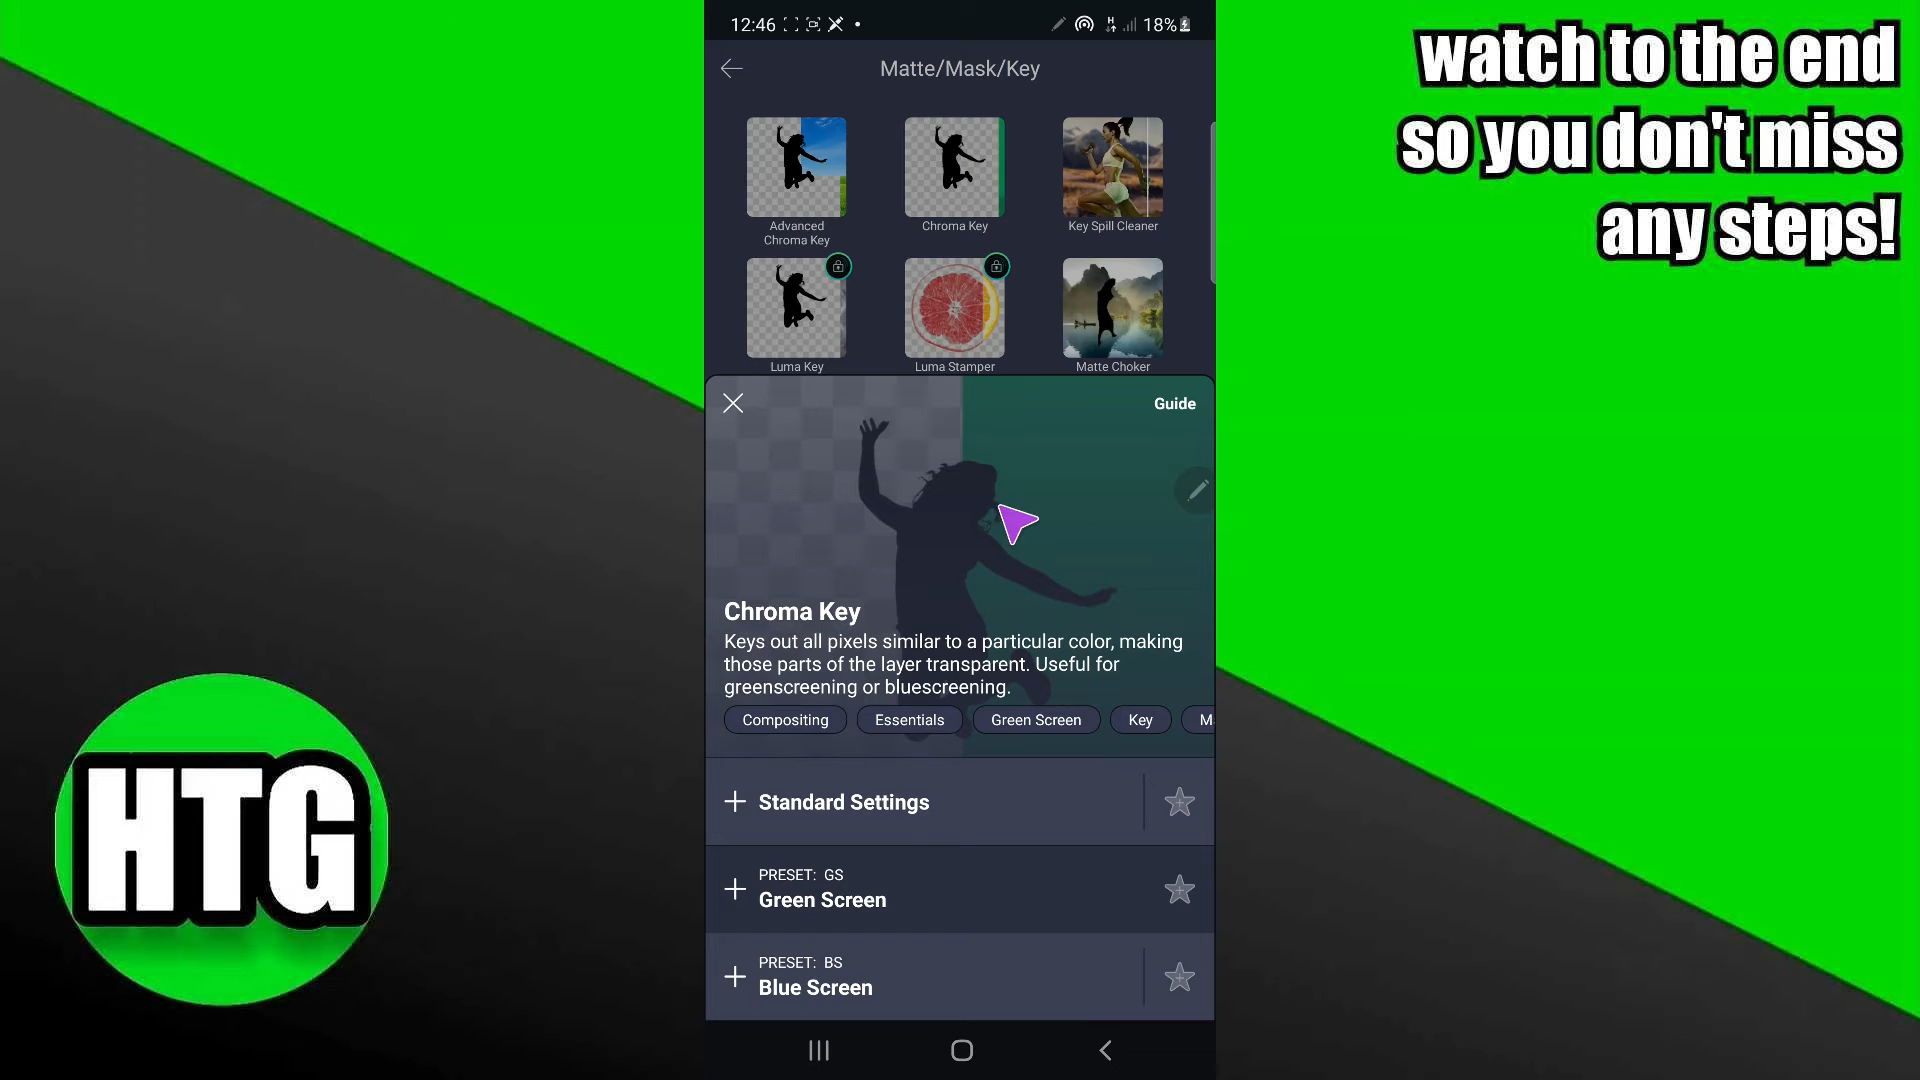 12:46
18%
Matte/Mask/Key
Advanced
Chroma Key
Chroma Key
Key Spill Cleaner
Luma Key
Luma Stamper
Matte Choker
Guide
Chroma Key
Keys out all pixels similar to a particular color, making
those parts of the layer transparent. Useful for
greenscreening or bluescreening.
Compositing
Essentials
Green Screen
Key
M
Standard Settings
PRESET: GS
Green Screen
PRESET: BS
Blue Screen
watch to the end
so you don't miss
any steps!
HTG